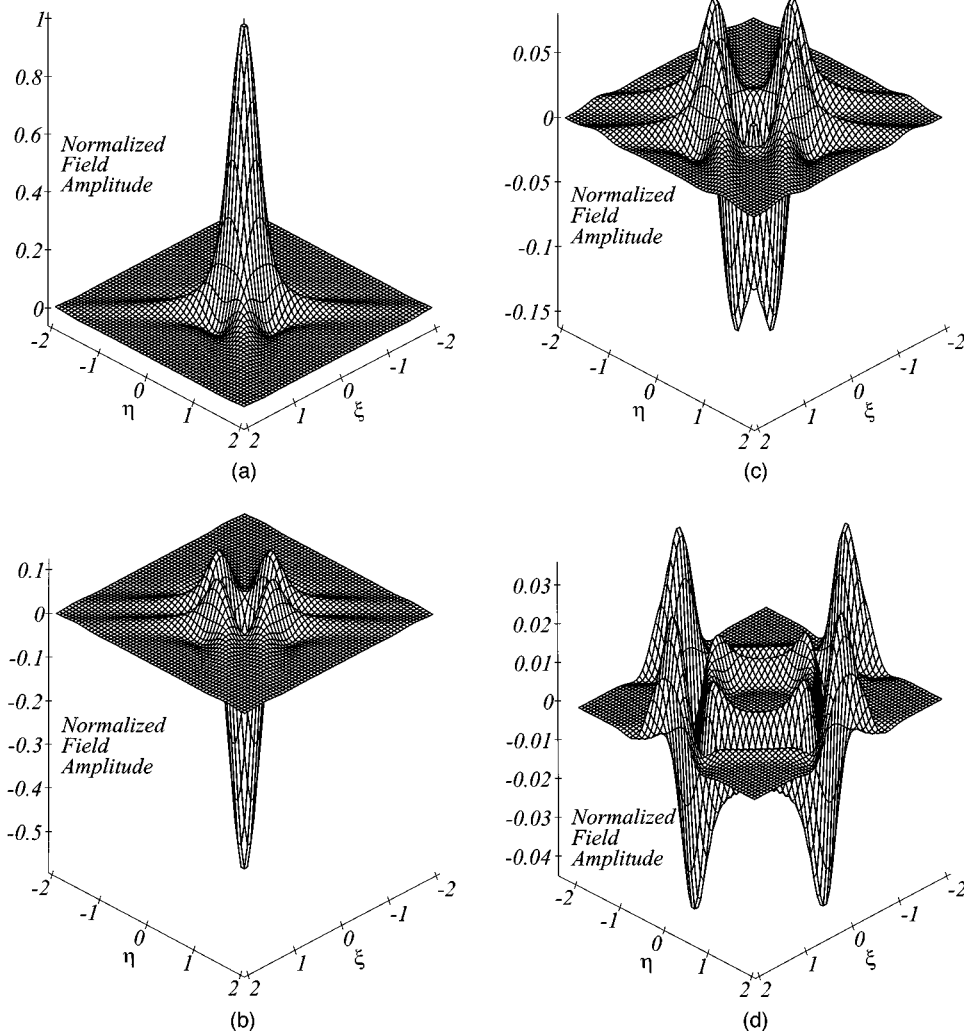 1
0.8
Normalized
Field
Amplitude
0.6
0.4
0.2
0
-2
-1
0
η
1
2
2
1
0
ξ
-1
-2
(a)
0.05
0
-0.05
Normalized
Field
Amplitude
-0.1
-0.15
-2
-1
0
η
1
2
2
1
0
ξ
-1
-2
(c)
0.1
0
-0.1
-0.2
Normalized
Field
Amplitude
-0.3
-0.4
-0.5
-2
-1
0
η
1
2
2
1
0
ξ
-1
-2
(b)
0.03
0.02
0.01
0
-0.01
-0.02
-0.03
Normalized
Field
Amplitude
-0.04
-2
-1
0
η
1
2
2
1
0
ξ
-1
-2
(d)